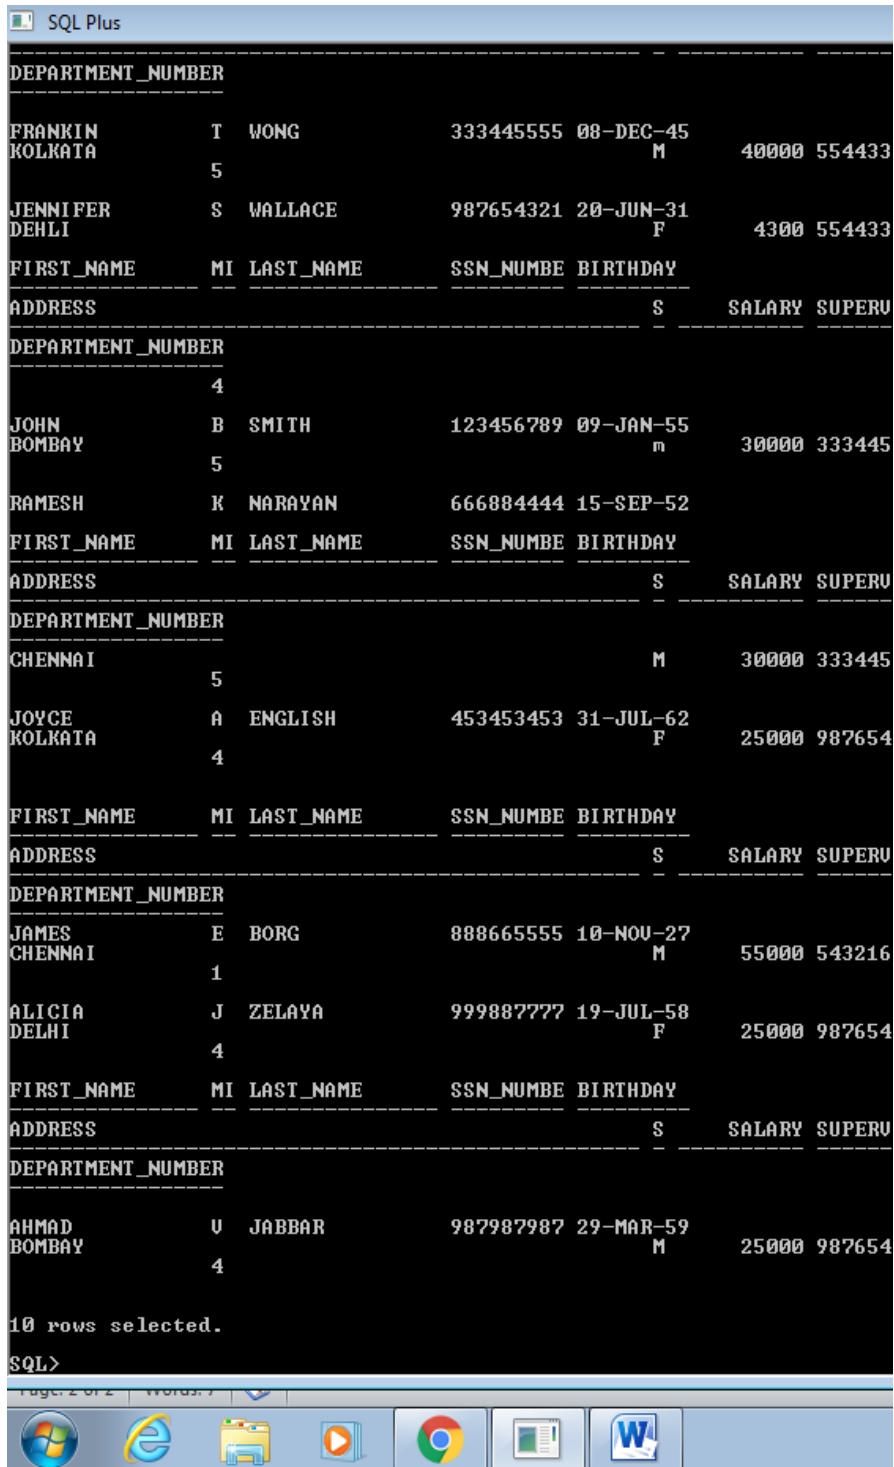 SQL Plus
DEPARTMENT_NUMBER
FRANKIN T WONG 333445555 08-DEC-45
KOLKATA M 40000 554433
5
JENNIFER S WALLACE 987654321 20-JUN-31
DEHLI F 4300 554433
FIRST_NAME MI LAST_NAME SSN_NUMBE BIRTHDAY
ADDRESS S SALARY SUPERV
DEPARTMENT_NUMBER
4
JOHN B SMITH 123456789 09-JAN-55
BOMBAY m 30000 333445
5
RAMESH K NARAYAN 666884444 15-SEP-52
FIRST_NAME MI LAST_NAME SSN_NUMBE BIRTHDAY
ADDRESS S SALARY SUPERV
DEPARTMENT_NUMBER
CHENNAI M 30000 333445
5
JOYCE A ENGLISH 453453453 31-JUL-62
KOLKATA F 25000 987654
4
FIRST_NAME MI LAST_NAME SSN_NUMBE BIRTHDAY
ADDRESS S SALARY SUPERV
DEPARTMENT_NUMBER
JAMES E BORG 888665555 10-NOV-27
CHENNAI M 55000 543216
1
ALICIA J ZELAYA 999887777 19-JUL-58
DELHI F 25000 987654
4
FIRST_NAME MI LAST_NAME SSN_NUMBE BIRTHDAY
ADDRESS S SALARY SUPERV
DEPARTMENT_NUMBER
AHMAD V JABBAR 987987987 29-MAR-59
BOMBAY M 25000 987654
4
10 rows selected.
SQL>
Page: 2 of 2 Words: 7
W